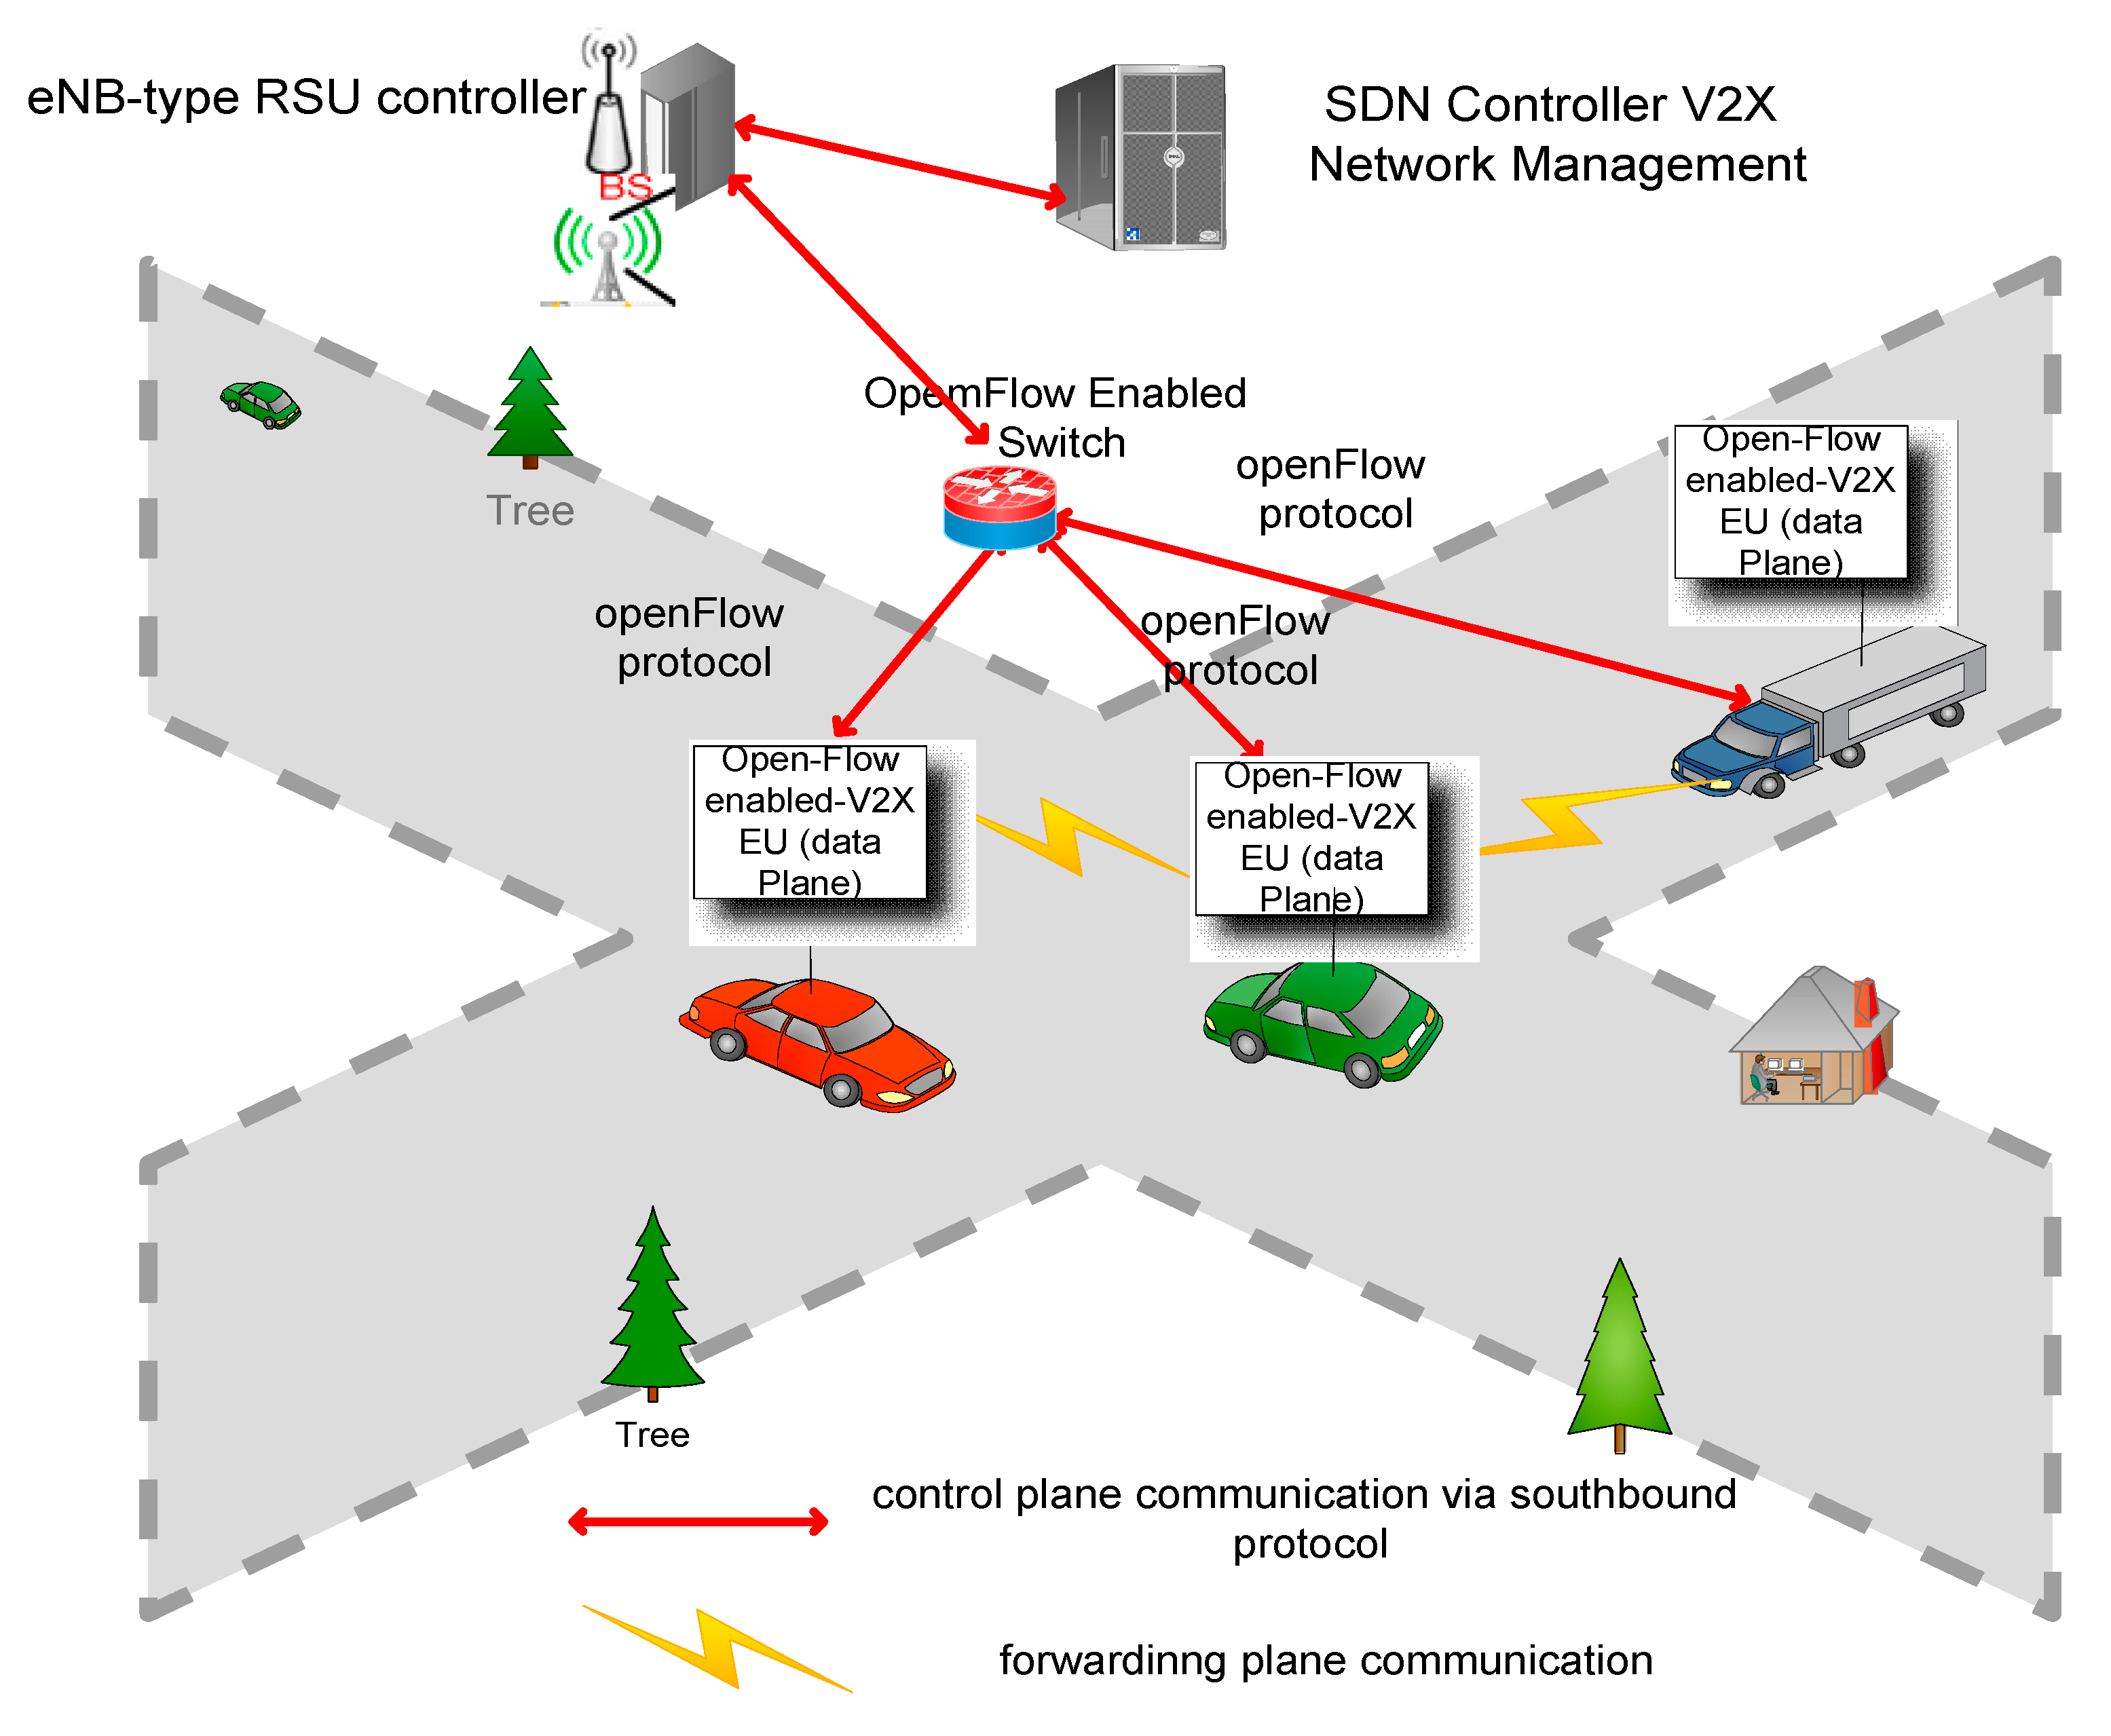 eNB-type RSU controller
BS
SDN Controller V2X
Network Management
OpemFlow Enabled
Switch
openFlow
protocol
Open-Flow
enabled-V2X
EU (data
Plane)
Tree
openFlow
protocol
openFlow
protocol
Open-Flow
enabled-V2X
EU (data
Plane)
Open-Flow
enabled-V2X
EU (data
Plane)
Tree
control plane communication via southbound
protocol
forwardinng plane communication